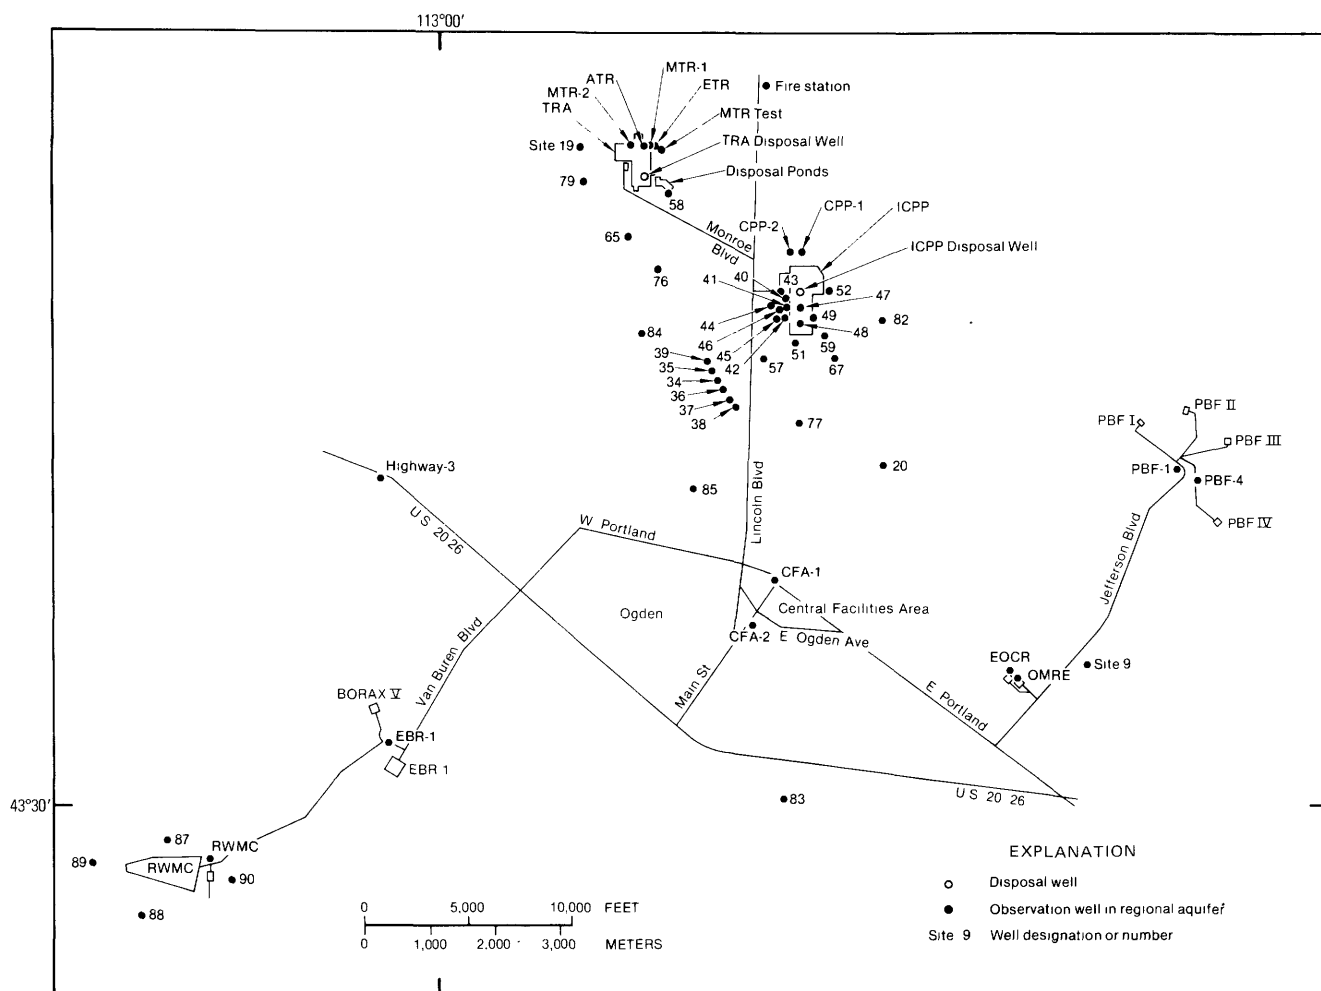 113°00'
MTR-1
ATR
ETR
MTR-2
TRA
Fire station
MTR Test
Site 19
TRA Disposal Well
79
Disposal Ponds
58
CPP-1
ICPP
CPP-2
65
Monroe
Blvd
ICPP Disposal Well
76
40
43
41
52
47
44
49
82
84
46
45
48
42
51
59
39
57
67
35
34
36
37
38
77
PBF I
PBF II
PBF III
PBF-1
PBF-4
PBF IV
Highway-3
20
85
U S 20 26
W Portland
Lincoln Blvd
Jefferson Blvd
CFA-1
Ogden
Central Facilities Area
CFA-2
E Ogden Ave
Van Buren Blvd
Main St
EOCR
Site 9
OMRE
E Portland
BORAX V
EBR-1
EBR 1
83
U S 20 26
43°30'
87
RWMC
89
RWMC
90
88
EXPLANATION
Disposal well
Observation well in regional aquifer
Site 9 Well designation or number
0 5,000 10,000 FEET
0 1,000 2,000 3,000 METERS